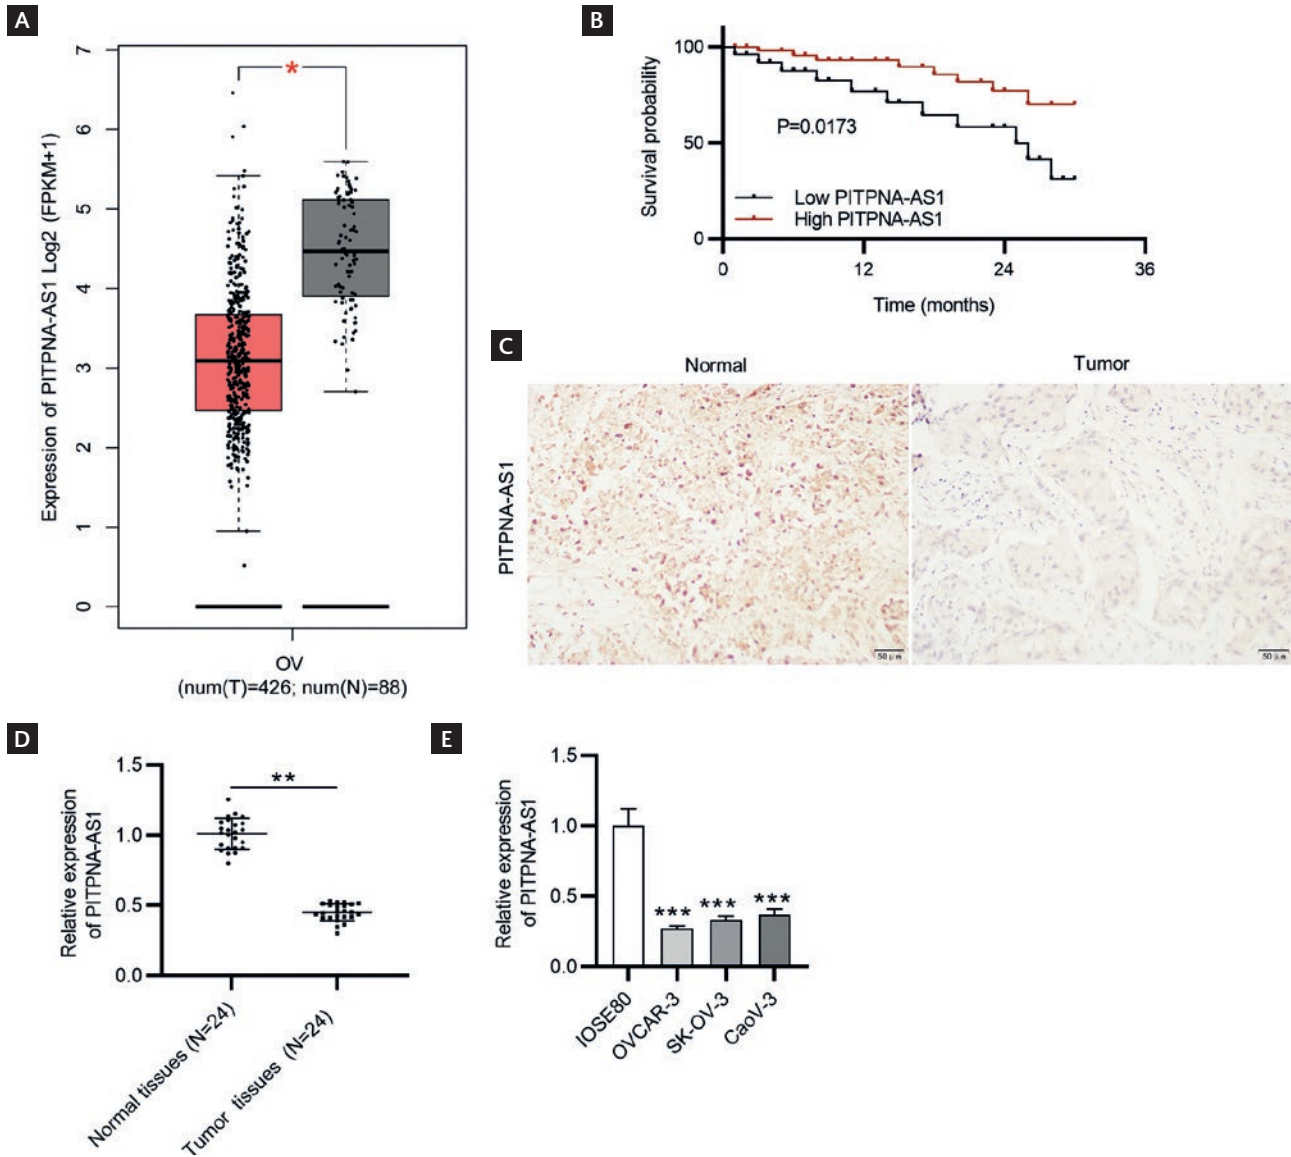 A
Expression of PITPNA-AS1 Log2 (FPKM+1)
7
6
5
4
3
2
1
0
*
OV
(num(T)=426; num(N)=88)
B
Survival probability
100
50
0
P=0.0173
Low PITPNA-AS1
High PITPNA-AS1
0
12
24
36
Time (months)
C
Normal
Tumor
PITPNA-AS1
50 μm
50 μm
D
Relative expression
of PITPNA-AS1
1.5
1.0
0.5
0.0
**
Normal tissues (N=24)
Tumor tissues (N=24)
E
Relative expression
of PITPNA-AS1
1.5
1.0
0.5
0.0
***
***
***
IOSE80
OVCAR-3
SK-OV-3
CaoV-3